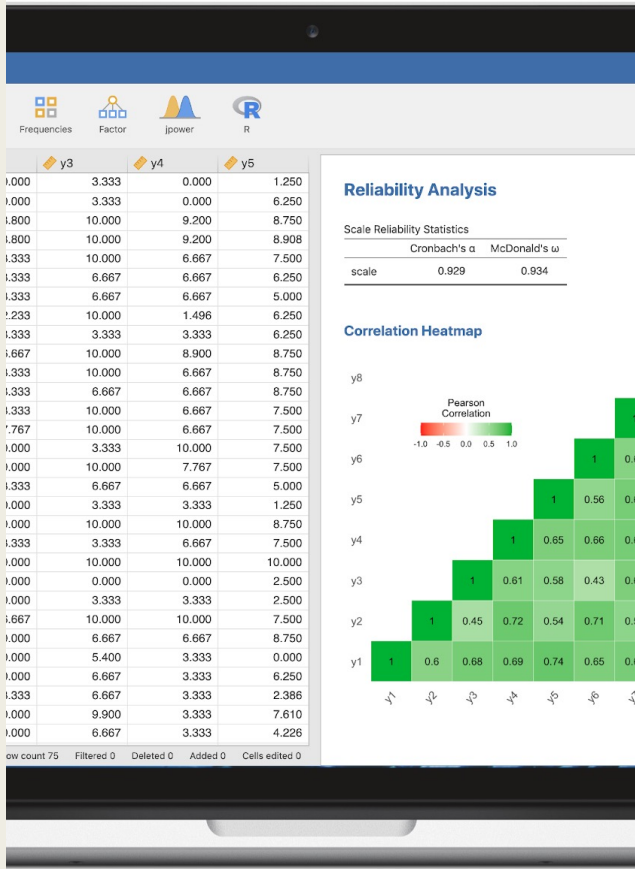 Frequencies Factor jpower R
y3 y4 y5
3.333 0.000 1.250
3.333 0.000 6.250
10.000 9.200 8.750
10.000 9.200 8.908
10.000 6.667 7.500
6.667 6.667 6.250
6.667 6.667 5.000
10.000 1.496 6.250
3.333 3.333 6.250
10.000 8.900 8.750
10.000 6.667 8.750
6.667 6.667 8.750
10.000 6.667 7.500
10.000 6.667 7.500
3.333 10.000 7.500
10.000 7.767 7.500
6.667 6.667 5.000
3.333 3.333 1.250
10.000 10.000 8.750
3.333 6.667 7.500
10.000 10.000 10.000
0.000 0.000 2.500
3.333 3.333 2.500
10.000 10.000 7.500
6.667 6.667 8.750
5.400 3.333 0.000
6.667 3.333 6.250
6.667 3.333 2.386
9.900 3.333 7.610
6.667 3.333 4.226
count 75 Filtered 0 Deleted 0 Added 0 Cells edited 0
Reliability Analysis
Scale Reliability Statistics
Cronbach's α McDonald's ω
scale 0.929 0.934
Correlation Heatmap
y8
Pearson
Correlation
-1.0 -0.5 0.0 0.5 1.0
y7
y6 1
y5 1 0.56
y4 1 0.65 0.66
y3 1 0.61 0.58 0.43
y2 1 0.45 0.72 0.54 0.71
y1 1 0.6 0.68 0.69 0.74 0.65
y1 y2 y3 y4 y5 y6 y7